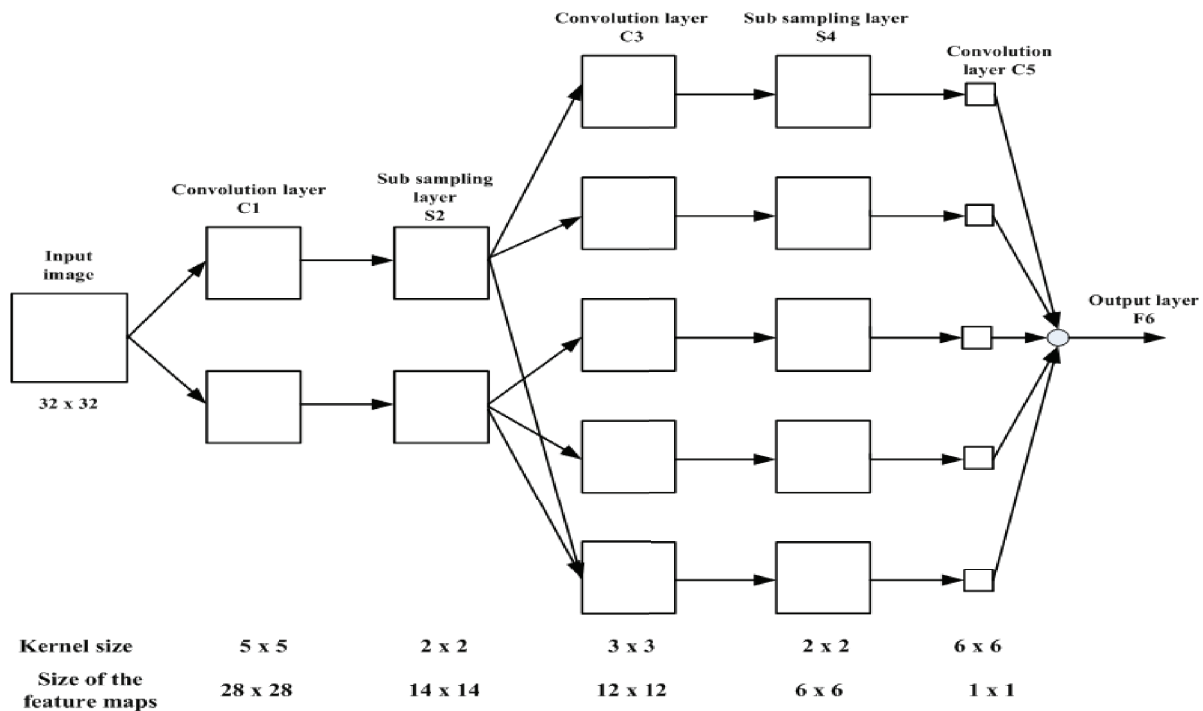 Convolution layer
C3
Sub sampling layer
S4
Convolution
layer C5
Convolution layer
C1
Sub sampling
layer
S2
Input
image
Output layer
F6
32 x 32
Kernel size
5 x 5
2 x 2
3 x 3
2 x 2
6 x 6
Size of the
feature maps
28 x 28
14 x 14
12 x 12
6 x 6
1 x 1